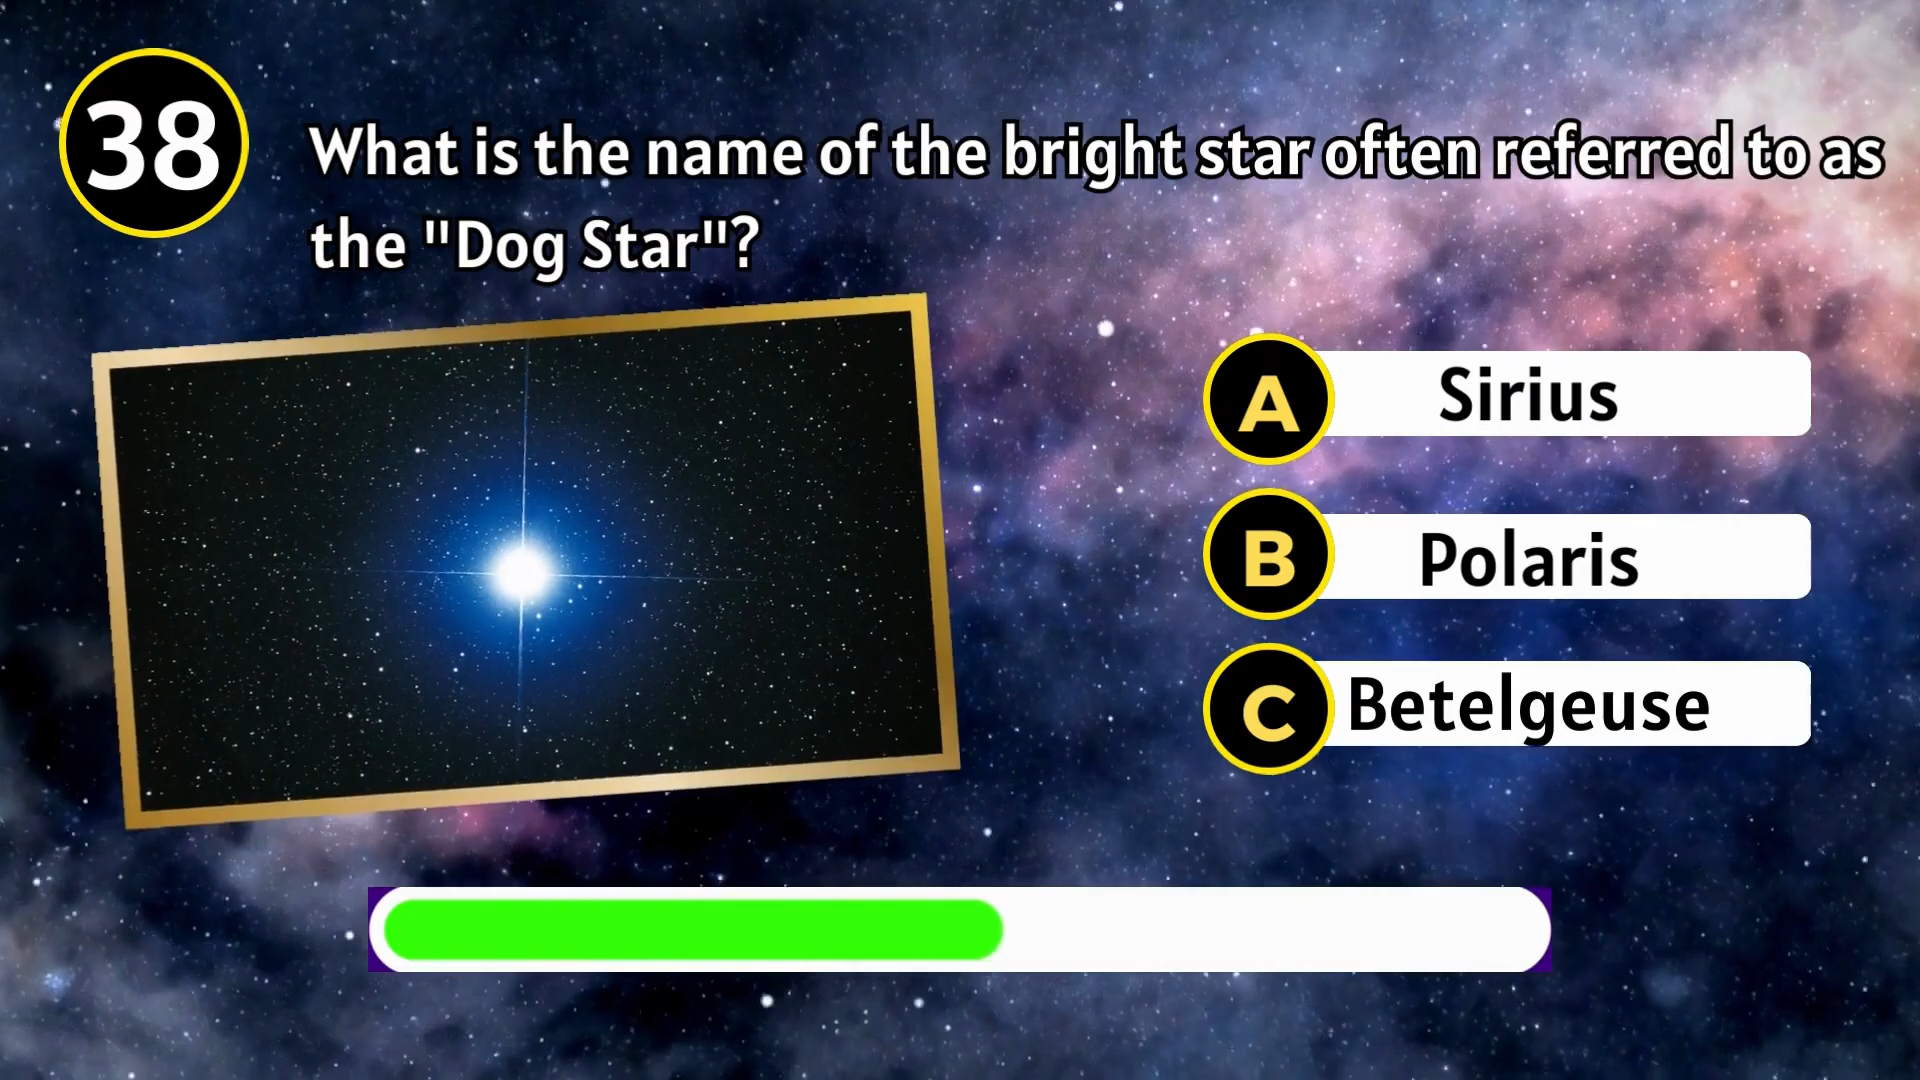 38
What is the name of the bright star often referred to as
the "Dog Star"?
A Sirius
B Polaris
C Betelgeuse